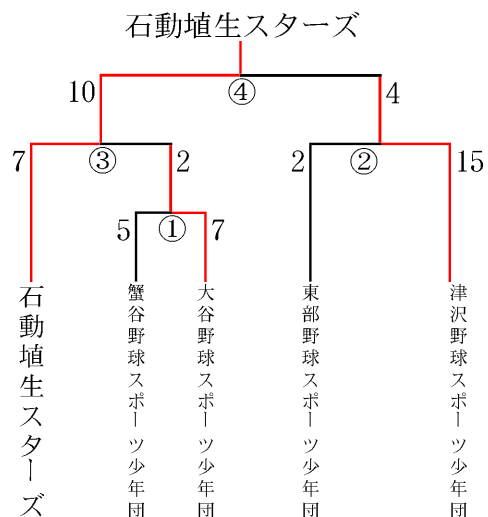 石動埴生スターズ
10
④
4
7
③
2
2
②
15
5
①
7
石動埴生スターズ
蟹谷野球スポーツ少年団
大谷野球スポーツ少年団
東部野球スポーツ少年団
津沢野球スポーツ少年団